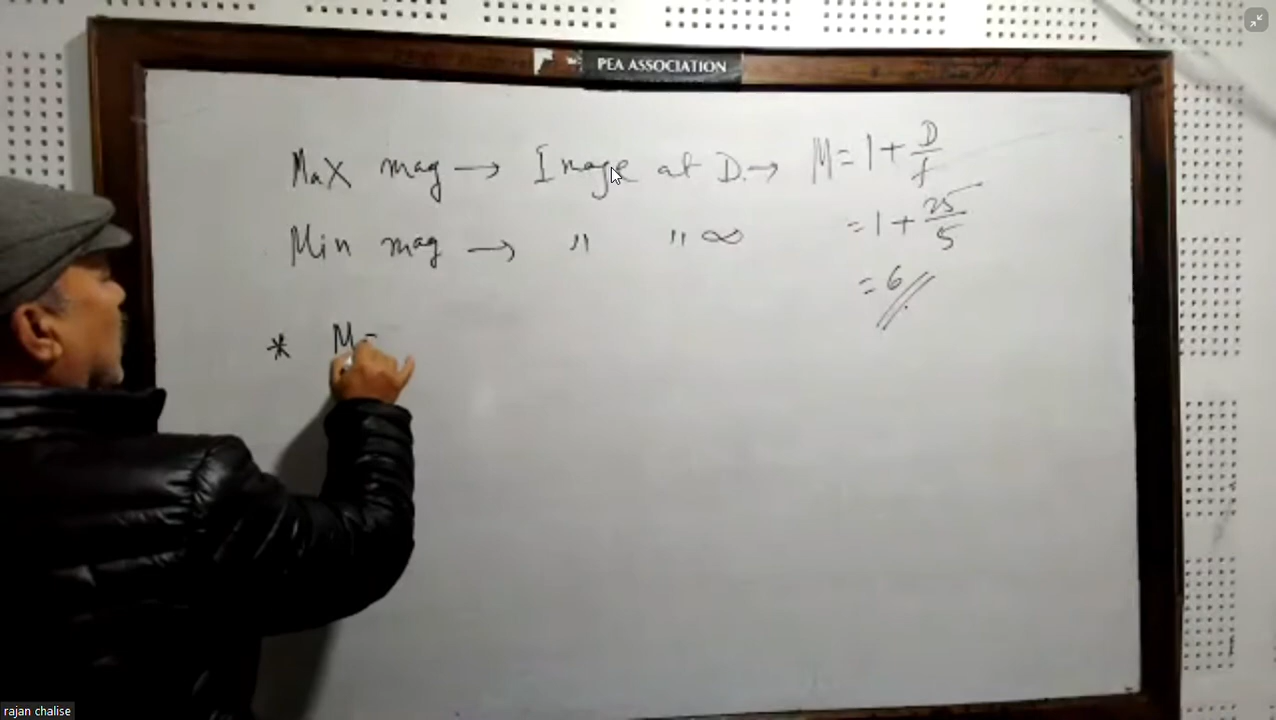 PEA ASSOCIATION
Max mag → Image at D. → M = 1 + D/f
= 1 + 25/5
Min mag → " " ∞
= 6//
* M =
rajan chalise